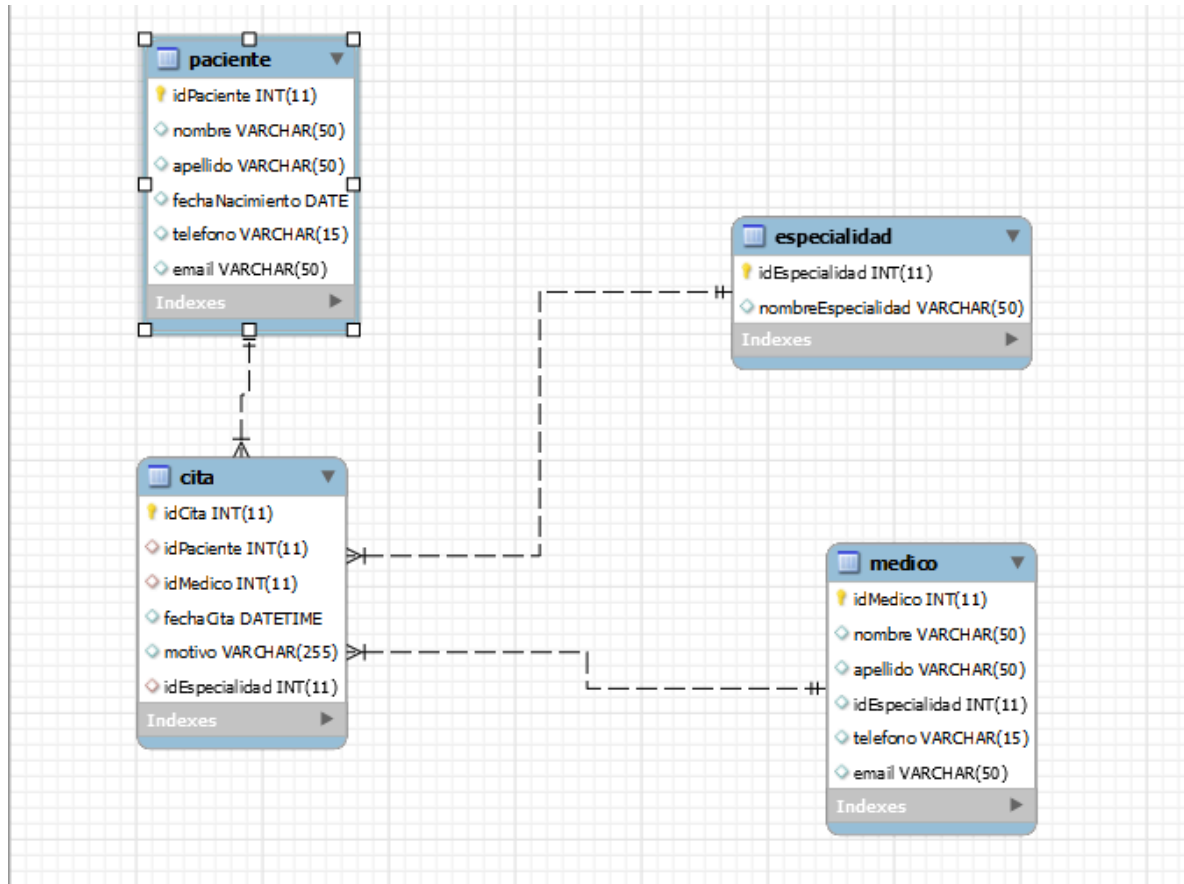 paciente
idPaciente INT(11)
nombre VARCHAR(50)
apellido VARCHAR(50)
fechaNacimiento DATE
telefono VARCHAR(15)
email VARCHAR(50)
Indexes
especialidad
idEspecialidad INT(11)
nombreEspecialidad VARCHAR(50)
Indexes
cita
idCita INT(11)
idPaciente INT(11)
idMedico INT(11)
fechaCita DATETIME
motivo VARCHAR(255)
idEspecialidad INT(11)
Indexes
medico
idMedico INT(11)
nombre VARCHAR(50)
apellido VARCHAR(50)
idEspecialidad INT(11)
telefono VARCHAR(15)
email VARCHAR(50)
Indexes